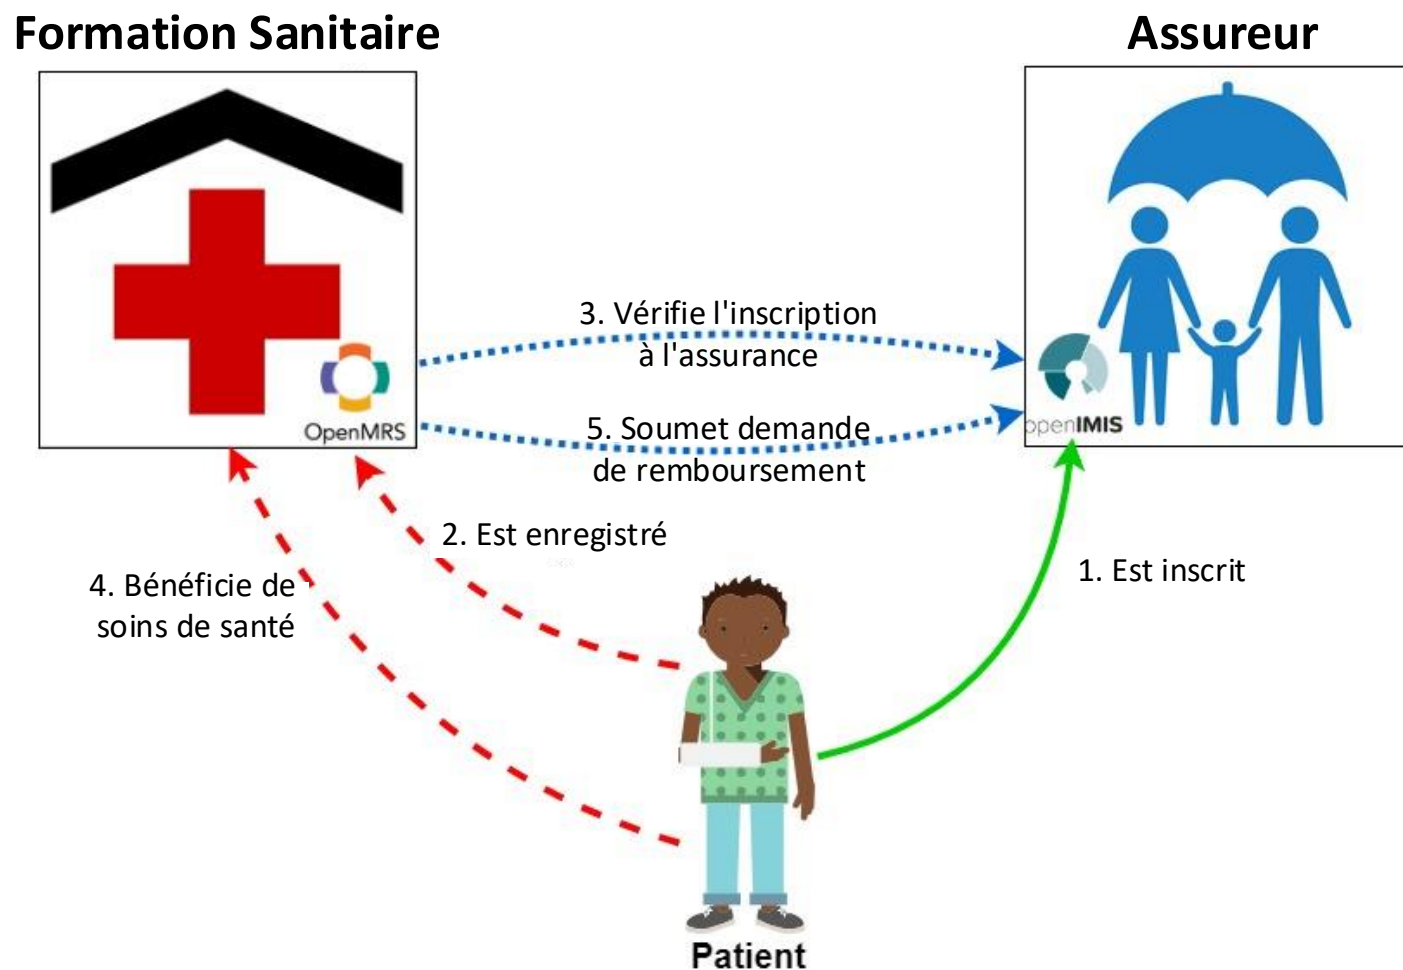 Formation Sanitaire
Assureur
3. Vérifie l'inscription
à l'assurance
OpenMRS
openIMIS
5. Soumet demande
de remboursement
2. Est enregistré
4. Bénéficie de
soins de santé
1. Est inscrit
Patient